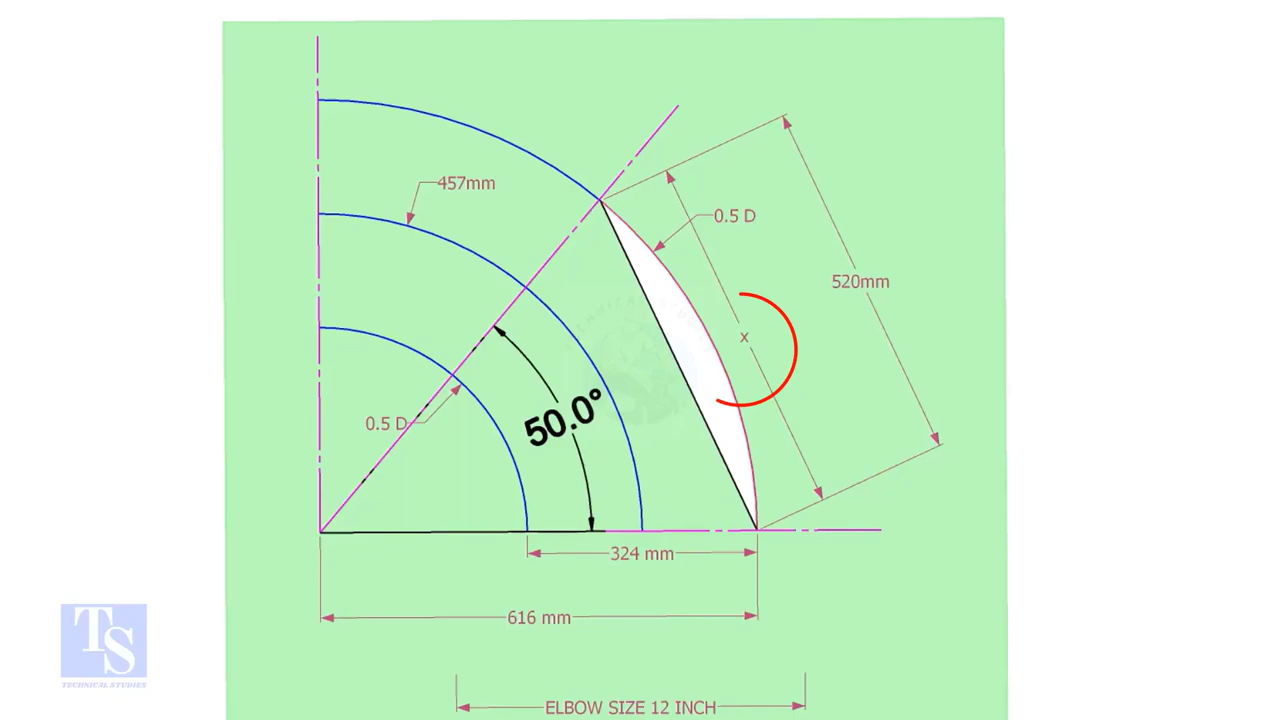 457mm
0.5 D
520mm
x
50.0°
0.5 D
324 mm
616 mm
TS
TECHNICAL STUDIES
ELBOW SIZE 12 INCH